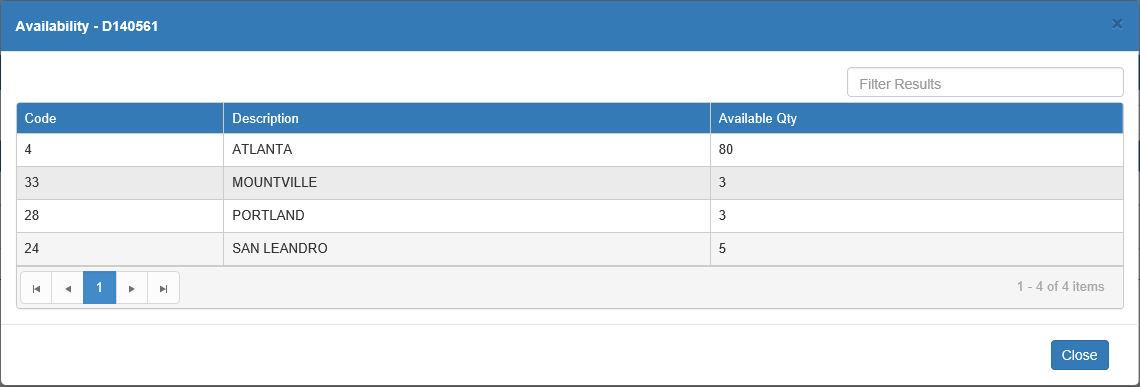 Availability - D140561
×
Filter Results
Code Description Available Qty
4 ATLANTA 80
33 MOUNTVILLE 3
28 PORTLAND 3
24 SAN LEANDRO 5
1 1 - 4 of 4 items
Close